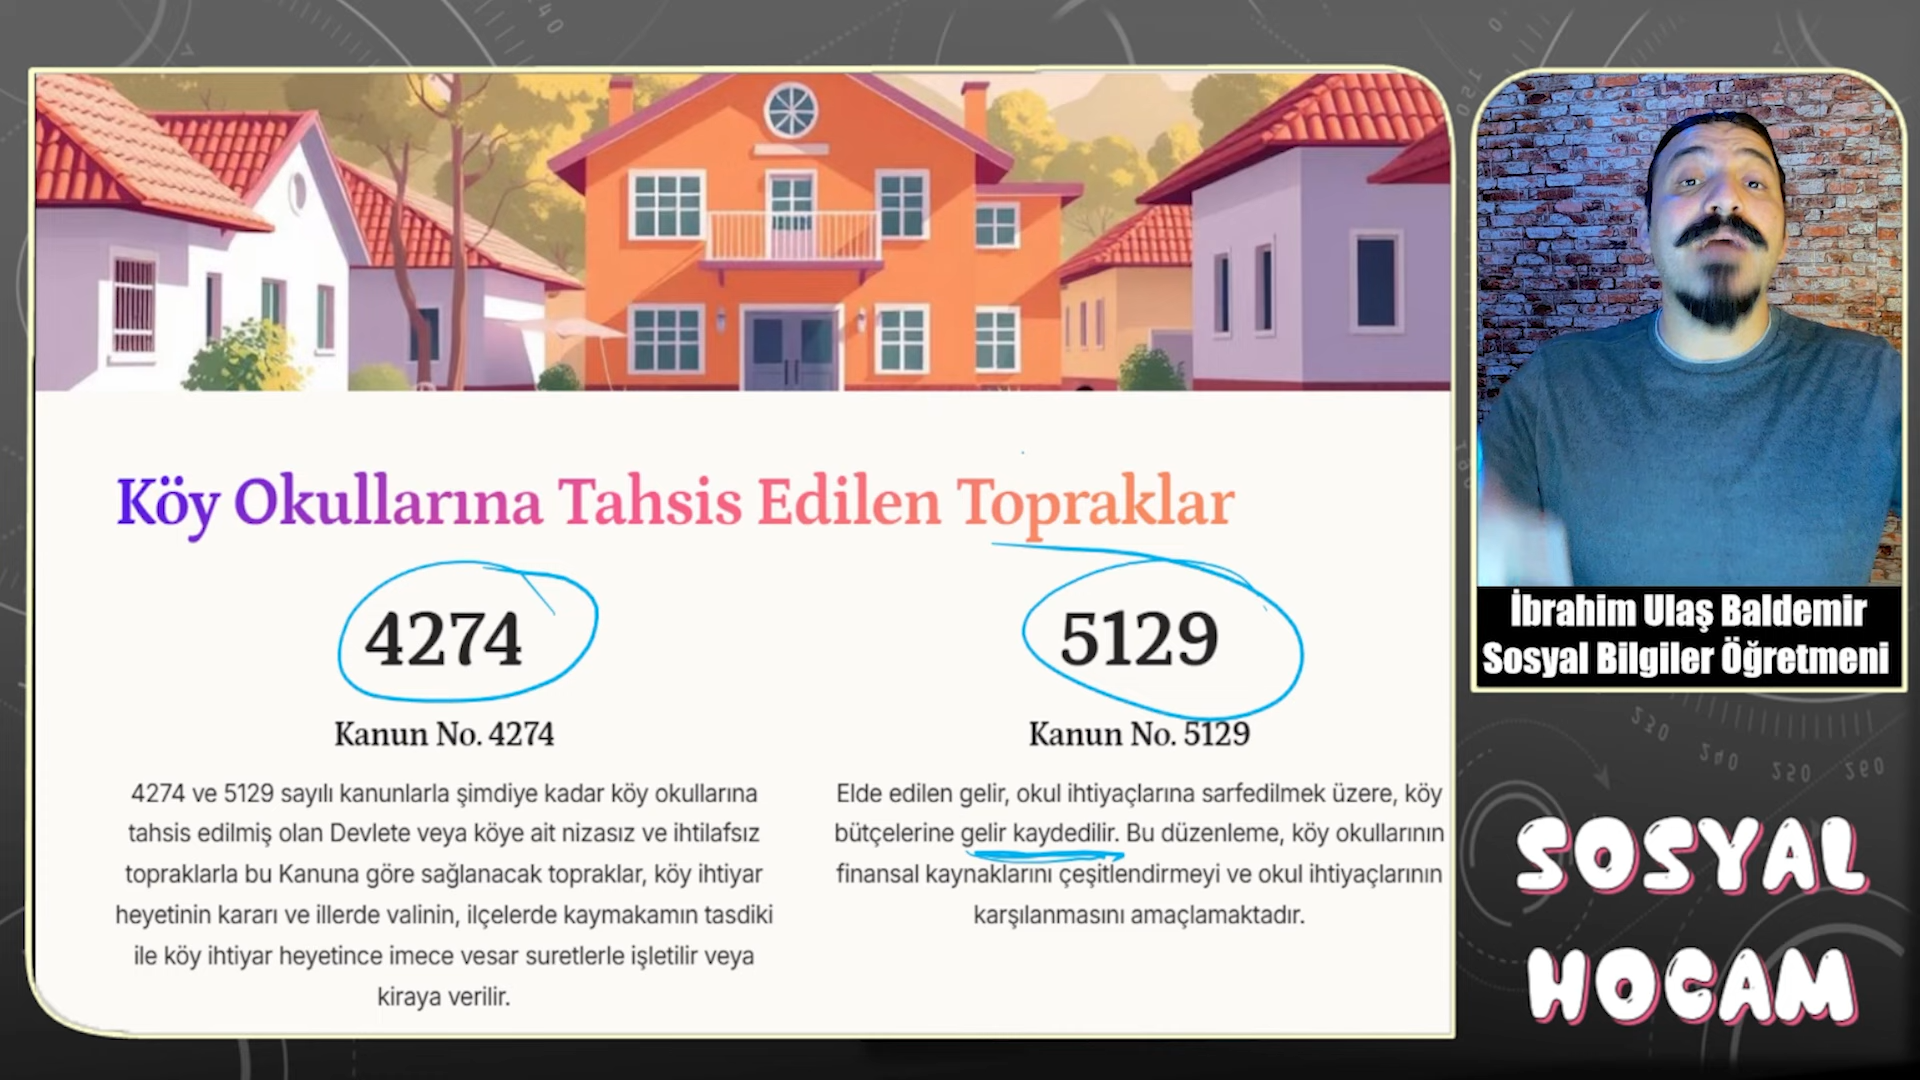 Köy Okullarına Tahsis Edilen Topraklar
4274
Kanun No. 4274
4274 ve 5129 sayılı kanunlarla şimdiye kadar köy okullarına
tahsis edilmiş olan Devlete veya köye ait nizasız ve ihtilafsız
topraklarla bu Kanuna göre sağlanacak topraklar, köy ihtiyar
heyetinin kararı ve illerde valinin, ilçelerde kaymakamın tasdiki
ile köy ihtiyar heyetince imece vesar suretlerle işletilir veya
kiraya verilir.
5129
Kanun No. 5129
Elde edilen gelir, okul ihtiyaçlarına sarfedilmek üzere, köy
bütçelerine gelir kaydedilir. Bu düzenleme, köy okullarının
finansal kaynaklarını çeşitlendirmeyi ve okul ihtiyaçlarının
karşılanmasını amaçlamaktadır.
İbrahim Ulaş Baldemir
Sosyal Bilgiler Öğretmeni
230
240
250
260
SOSYAL
HOCAM